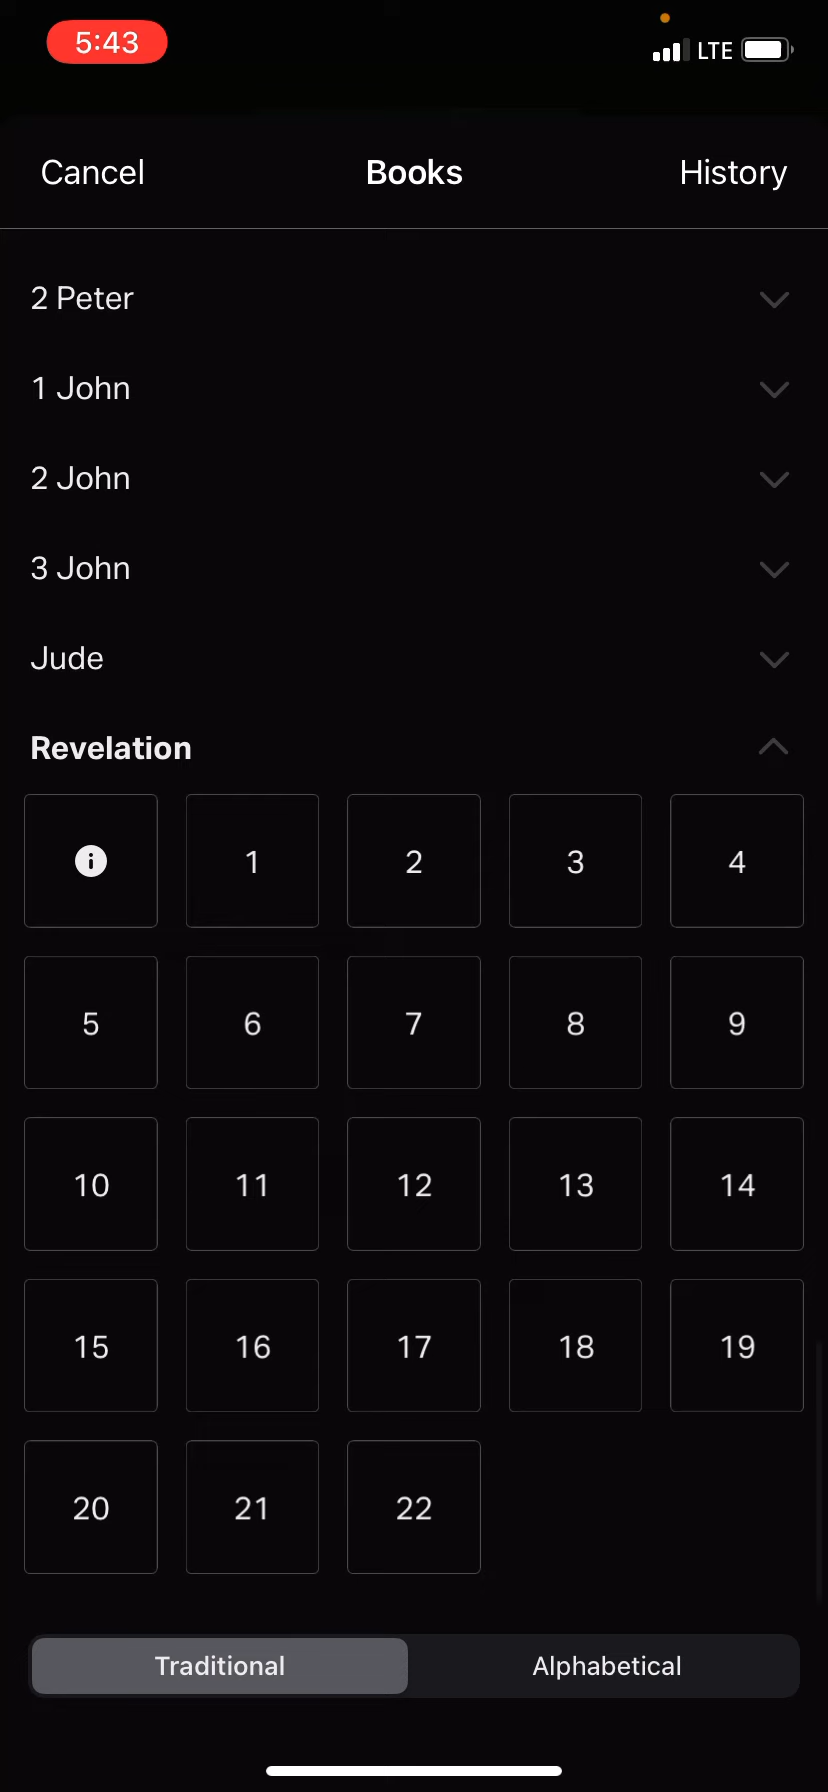 5:43
LTE
Cancel Books History
2 Peter
1 John
2 John
3 John
Jude
Revelation
1 2 3 4
5 6 7 8 9
10 11 12 13 14
15 16 17 18 19
20 21 22
Traditional Alphabetical